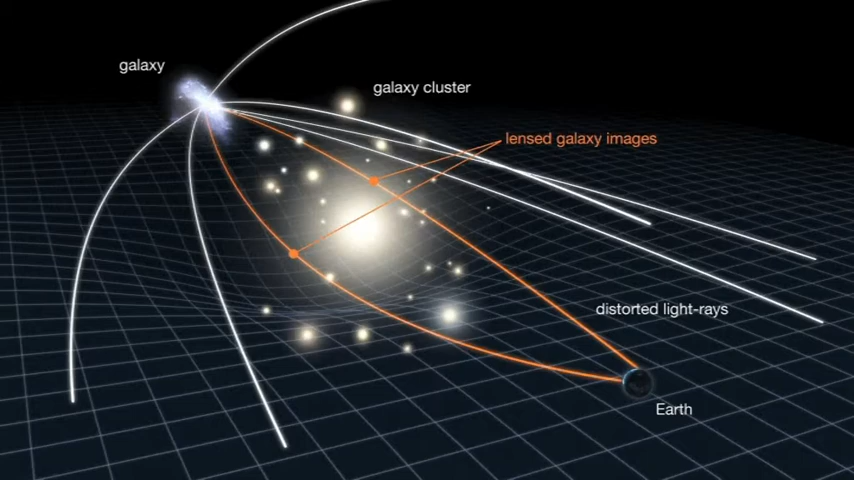 galaxy
galaxy cluster
lensed galaxy images
distorted light-rays
Earth